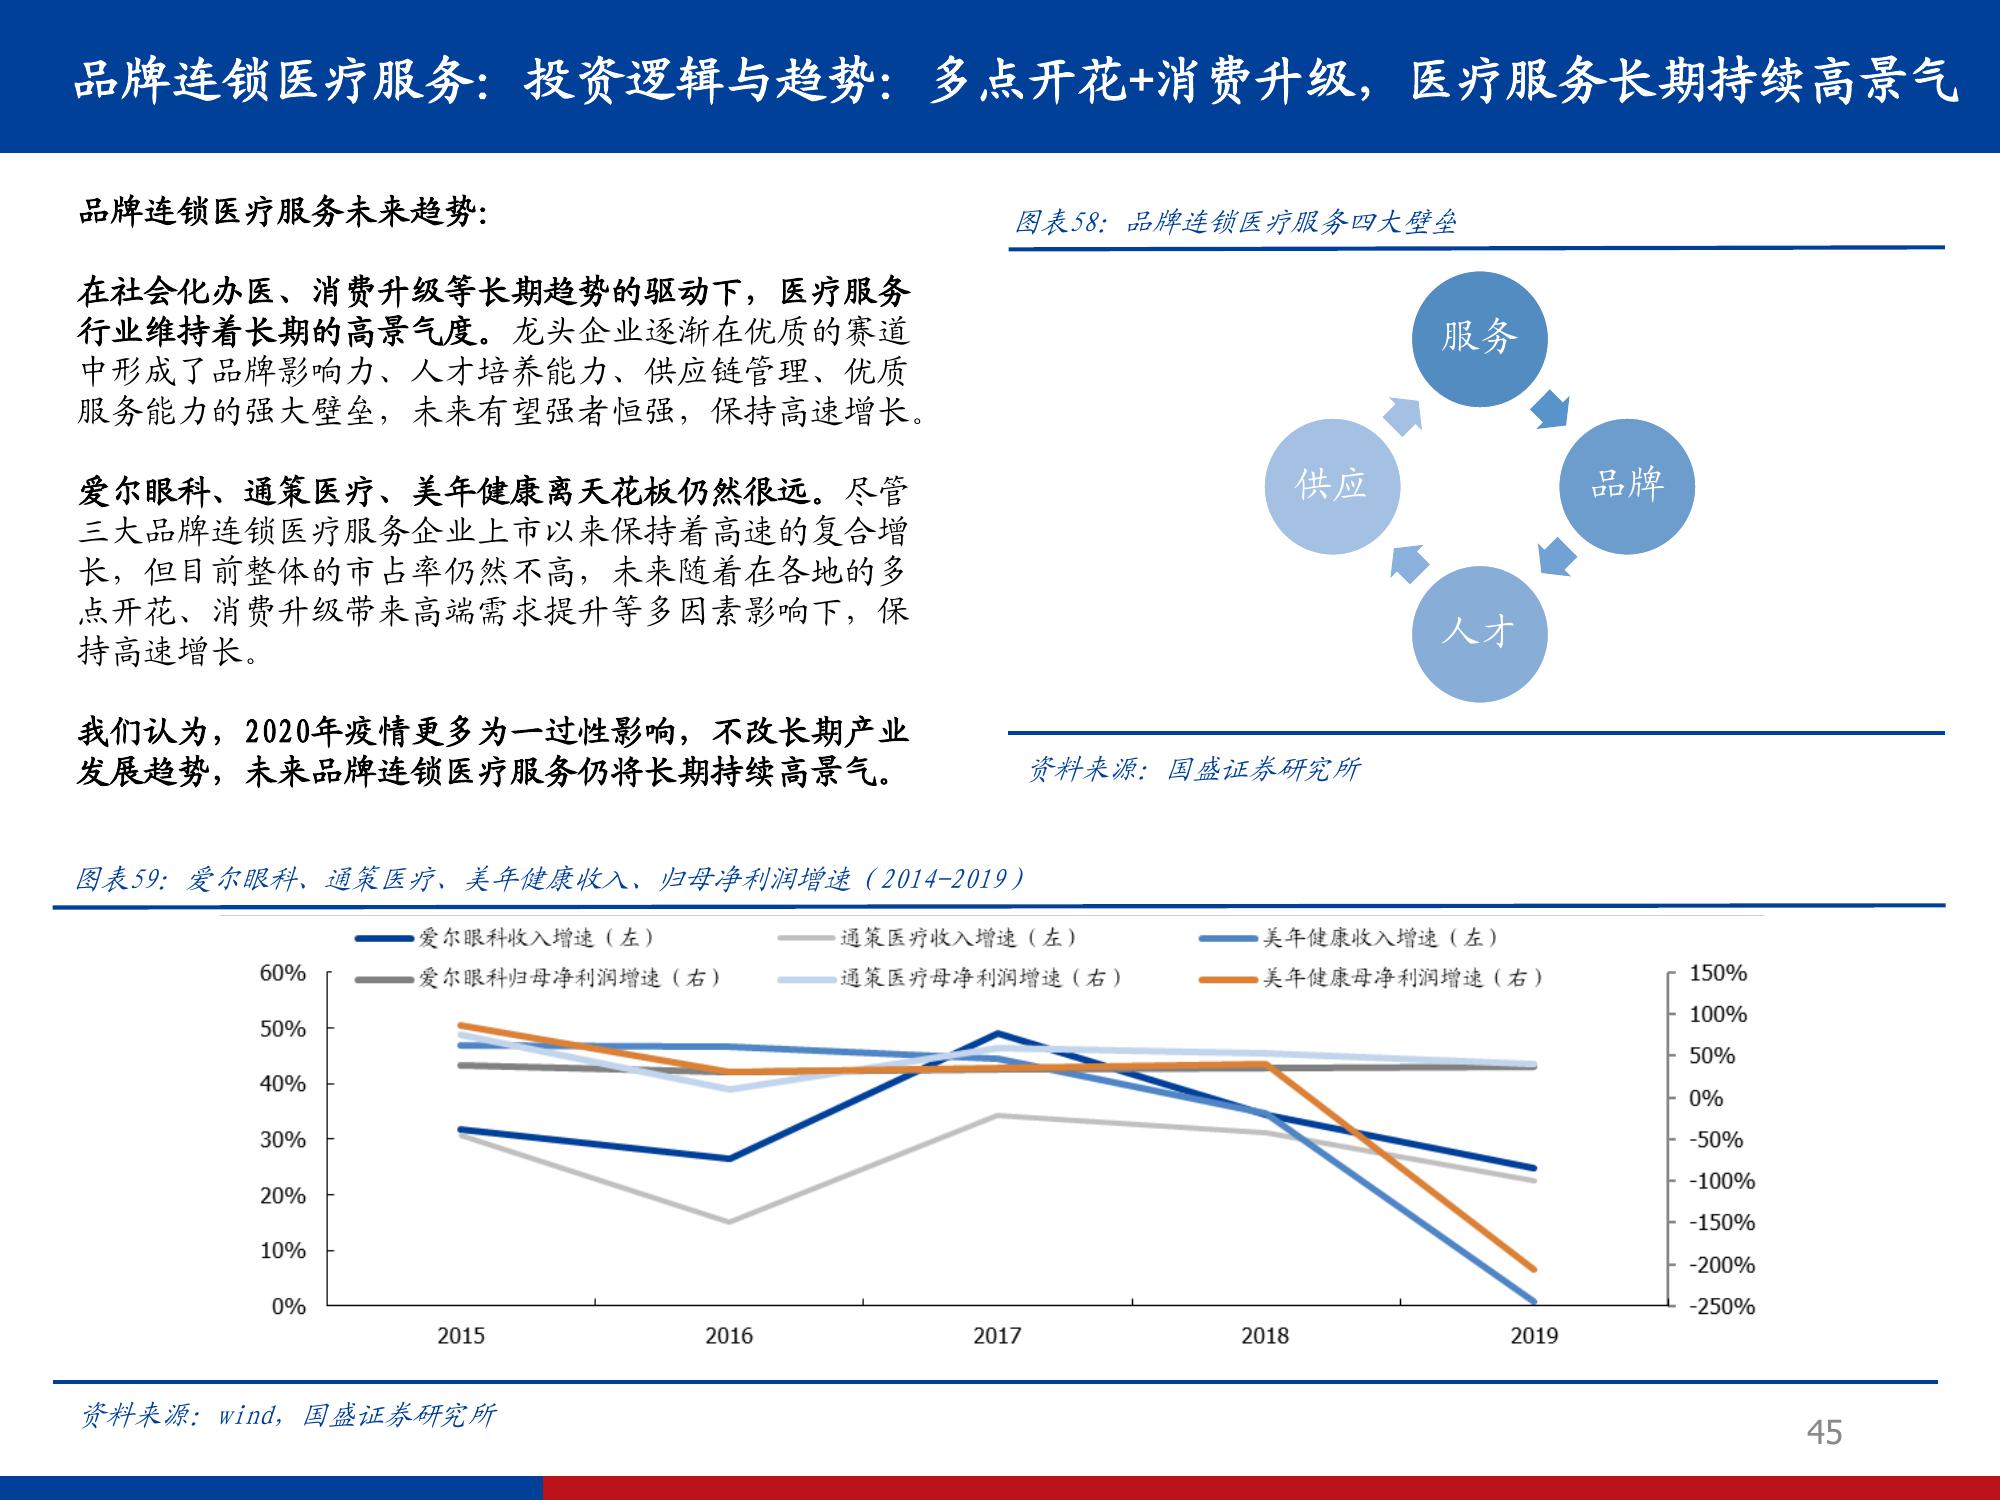 品牌连锁医疗服务：投资逻辑与趋势：多点开花+消费升级，医疗服务长期持续高景气
品牌连锁医疗服务未来趋势：
在社会化办医、消费升级等长期趋势的驱动下，医疗服务
行业维持着长期的高景气度。龙头企业逐渐在优质的赛道
中形成了品牌影响力、人才培养能力、供应链管理、优质
服务能力的强大壁垒，未来有望强者恒强，保持高速增长。
爱尔眼科、通策医疗、美年健康离天花板仍然很远。尽管
三大品牌连锁医疗服务企业上市以来保持着高速的复合增
长，但目前整体的市占率仍然不高，未来随着在各地的多
点开花、消费升级带来高端需求提升等多因素影响下，保
持高速增长。
我们认为，2020年疫情更多为一过性影响，不改长期产业
发展趋势，未来品牌连锁医疗服务仍将长期持续高景气。
图表58：品牌连锁医疗服务四大壁垒
服务
供应
品牌
人才
资料来源：国盛证券研究所
图表59：爱尔眼科、通策医疗、美年健康收入、归母净利润增速（2014-2019）
爱尔眼科收入增速（左）
通策医疗收入增速（左）
美年健康收入增速（左）
爱尔眼科归母净利润增速（右）
通策医疗母净利润增速（右）
美年健康母净利润增速（右）
60%
50%
40%
30%
20%
10%
0%
150%
100%
50%
0%
-50%
-100%
-150%
-200%
-250%
2015
2016
2017
2018
2019
资料来源：wind，国盛证券研究所
45